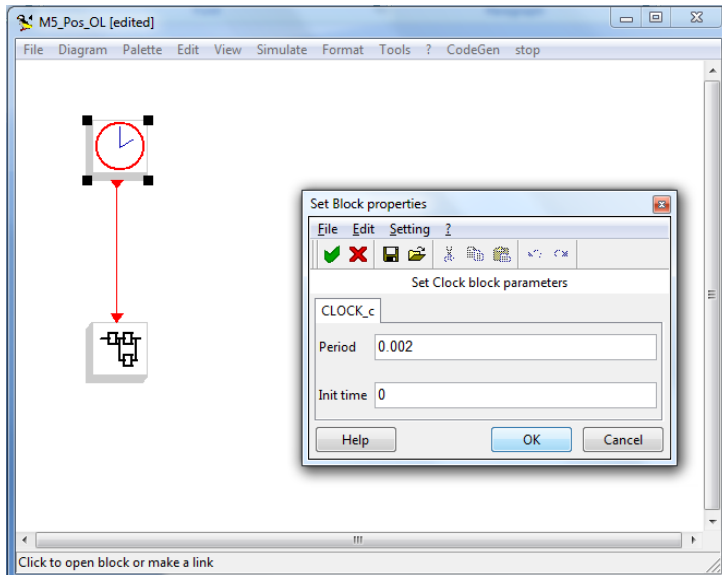 M5_Pos_OL [edited]
File Diagram Palette Edit View Simulate Format Tools ? CodeGen stop
Set Block properties
File Edit Setting ?
Set Clock block parameters
CLOCK_c
Period 0.002
Init time 0
Help OK Cancel
Click to open block or make a link